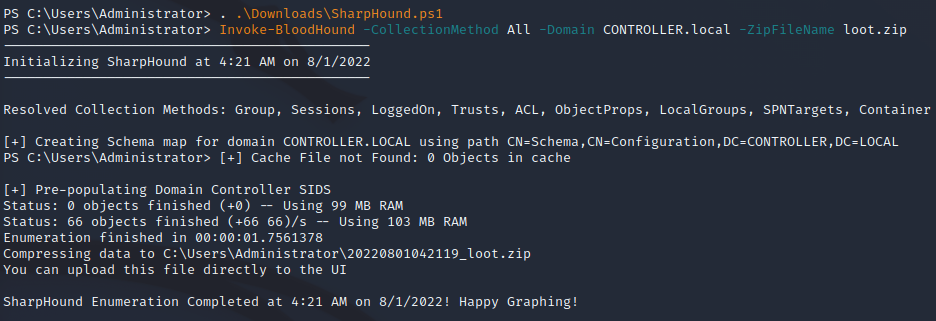 PS C:\Users\Administrator> . .\Downloads\SharpHound.ps1
PS C:\Users\Administrator> Invoke-BloodHound -CollectionMethod All -Domain CONTROLLER.local -ZipFileName loot.zip
-----------------------------------------------
Initializing SharpHound at 4:21 AM on 8/1/2022
-----------------------------------------------
Resolved Collection Methods: Group, Sessions, LoggedOn, Trusts, ACL, ObjectProps, LocalGroups, SPNTargets, Container
[+] Creating Schema map for domain CONTROLLER.LOCAL using path CN=Schema,CN=Configuration,DC=CONTROLLER,DC=LOCAL
PS C:\Users\Administrator> [+] Cache File not Found: 0 Objects in cache
[+] Pre-populating Domain Controller SIDS
Status: 0 objects finished (+0) -- Using 99 MB RAM
Status: 66 objects finished (+66 66)/s -- Using 103 MB RAM
Enumeration finished in 00:00:01.7561378
Compressing data to C:\Users\Administrator\20220801042119_loot.zip
You can upload this file directly to the UI
SharpHound Enumeration Completed at 4:21 AM on 8/1/2022! Happy Graphing!